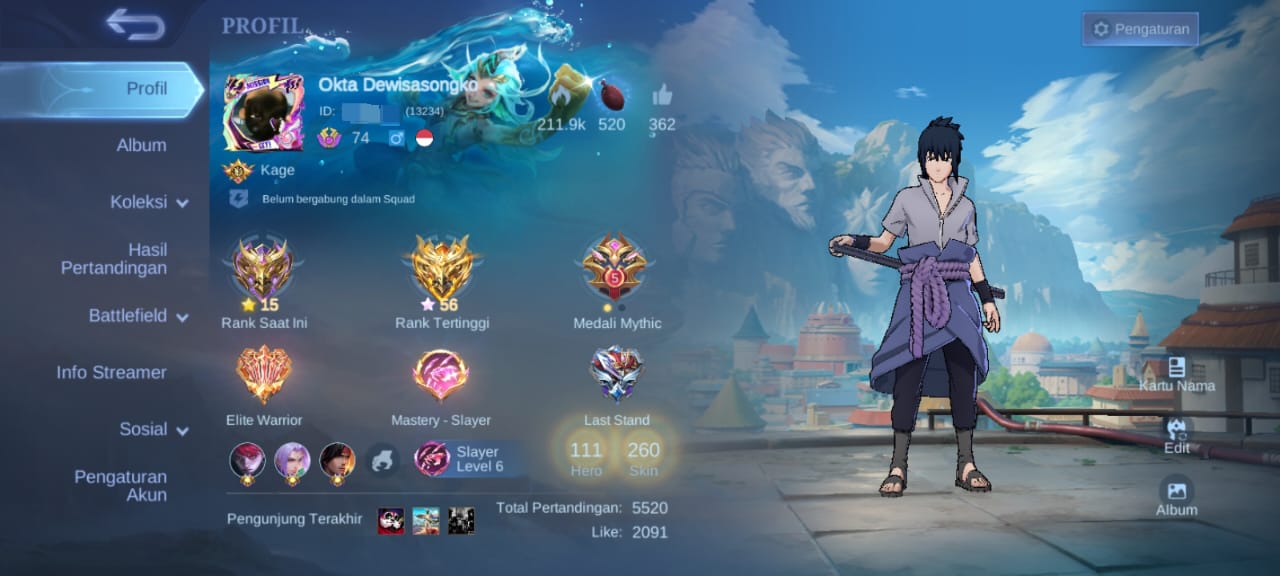 PROFIL
Pengaturan
Profil
Album
Koleksi
Hasil
Pertandingan
Battlefield
Info Streamer
Sosial
Pengaturan
Akun
Okta Dewisasongko
ID: (13234)
74
211.9k 520 362
Kage
Belum bergabung dalam Squad
15
Rank Saat Ini
56
Rank Tertinggi
5
Medali Mythic
Elite Warrior
Mastery - Slayer
Last Stand
Slayer
Level 6
111
Hero
260
Skin
Pengunjung Terakhir
Total Pertandingan: 5520
Like: 2091
Kartu Nama
Edit
Album